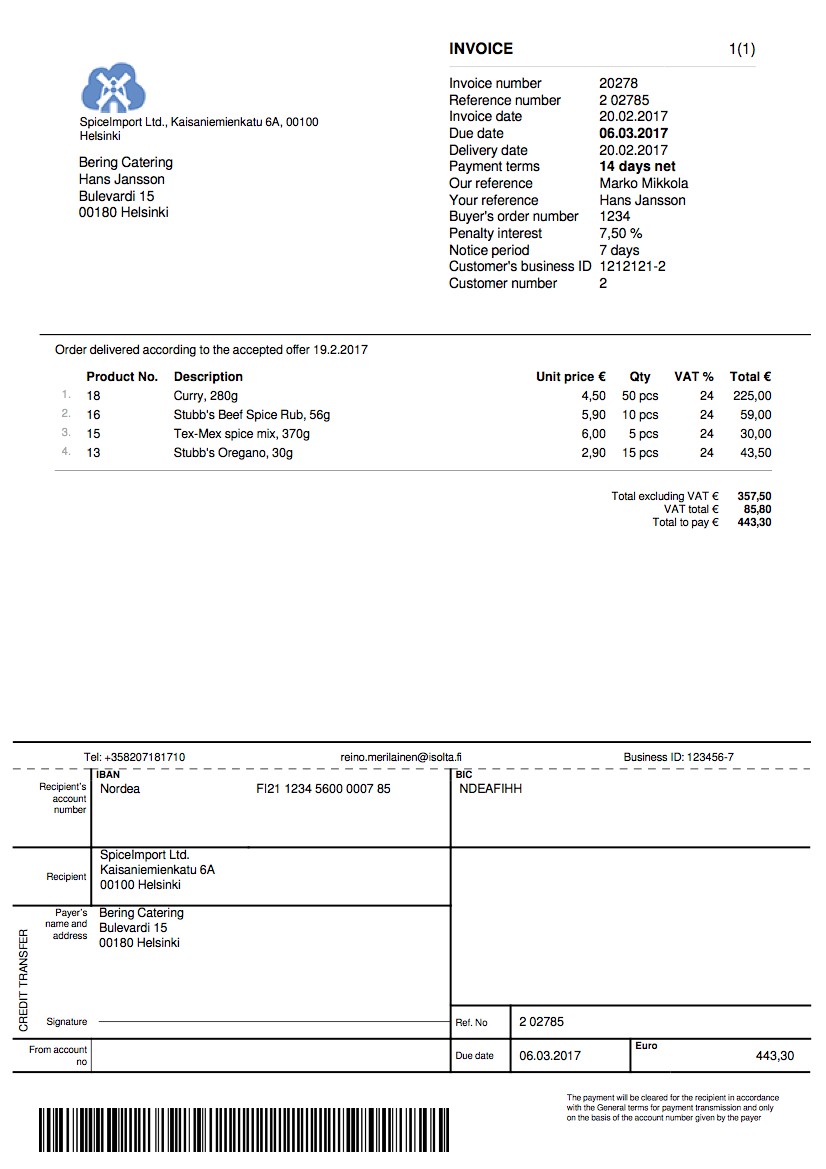 INVOICE 1(1)
SpiceImport Ltd., Kaisaniemienkatu 6A, 00100
Helsinki
Bering Catering
Hans Jansson
Bulevardi 15
00180 Helsinki
Invoice number 20278
Reference number 2 02785
Invoice date 20.02.2017
Due date 06.03.2017
Delivery date 20.02.2017
Payment terms 14 days net
Our reference Marko Mikkola
Your reference Hans Jansson
Buyer's order number 1234
Penalty interest 7,50 %
Notice period 7 days
Customer's business ID 1212121-2
Customer number 2
Order delivered according to the accepted offer 19.2.2017
Product No. Description Unit price € Qty VAT % Total €
1. 18 Curry, 280g 4,50 50 pcs 24 225,00
2. 16 Stubb's Beef Spice Rub, 56g 5,90 10 pcs 24 59,00
3. 15 Tex-Mex spice mix, 370g 6,00 5 pcs 24 30,00
4. 13 Stubb's Oregano, 30g 2,90 15 pcs 24 43,50
Total excluding VAT € 357,50
VAT total € 85,80
Total to pay € 443,30
Tel: +358207181710 reino.merilainen@isolta.fi Business ID: 123456-7
IBAN BIC
Recipient's
account
number
Nordea FI21 1234 5600 0007 85 NDEAFIHH
Recipient
SpiceImport Ltd.
Kaisaniemienkatu 6A
00100 Helsinki
Payer's
name and
address
Bering Catering
Bulevardi 15
00180 Helsinki
CREDIT TRANSFER
Signature
Ref. No 2 02785
From account
no
Due date 06.03.2017 Euro 443,30
The payment will be cleared for the recipient in accordance
with the General terms for payment transmission and only
on the basis of the account number given by the payer